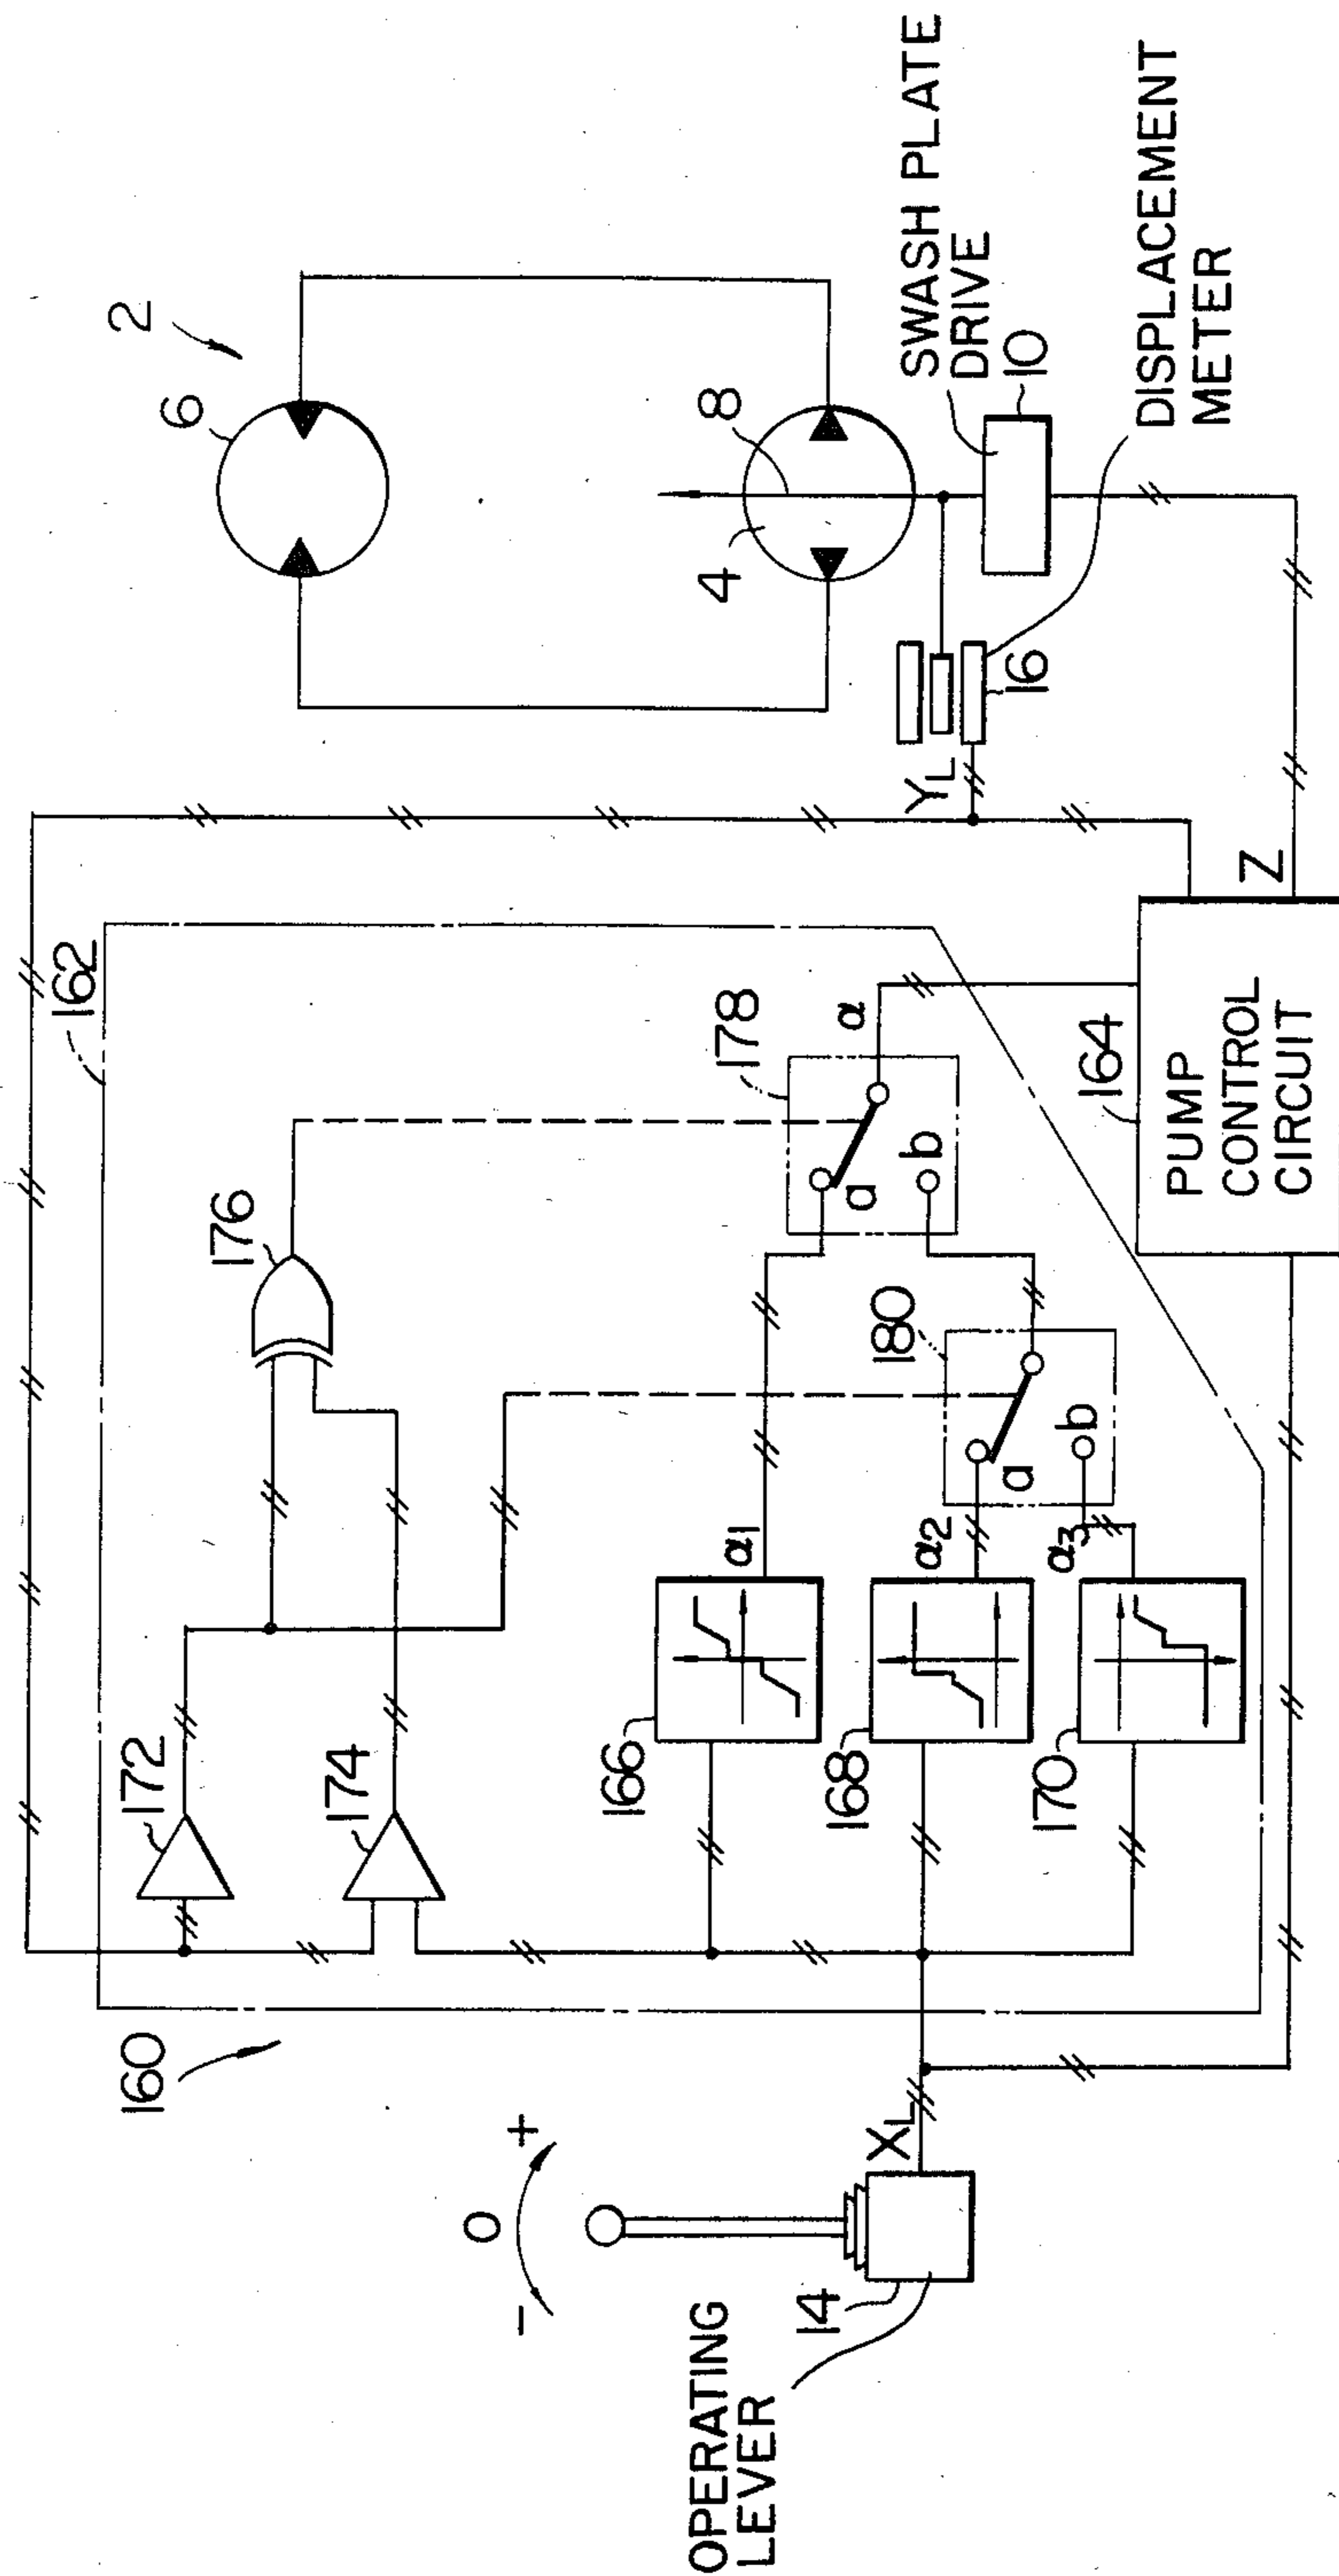 2
6
8
4
SWASH PLATE
DRIVE
10
DISPLACEMENT
METER
16
YL
Z
162
178
α
a
b
176
180
a
b
164
PUMP
CONTROL
CIRCUIT
172
174
166
α1
168
α2
170
α3
160
XL
- 0 +
14
OPERATING
LEVER